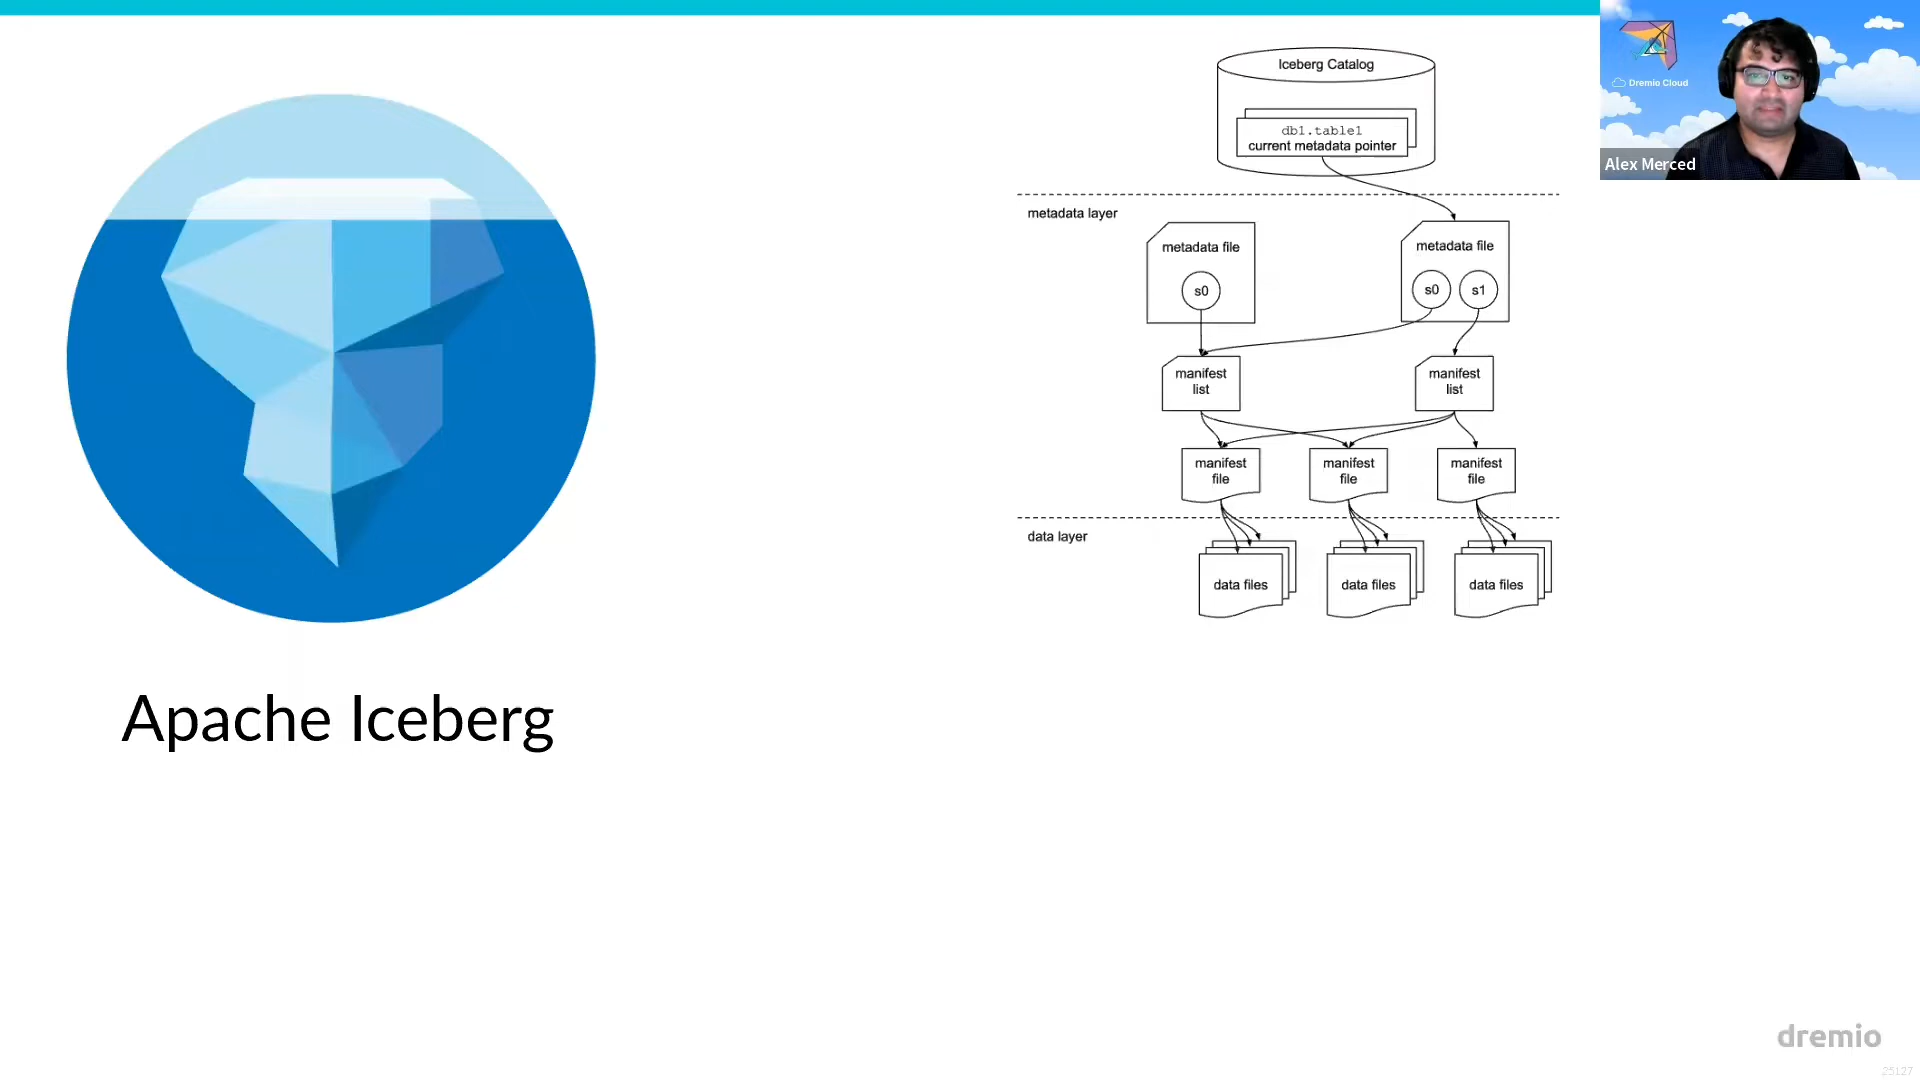 Iceberg Catalog
db1.table1
current metadata pointer
metadata layer
metadata file
s0
metadata file
s0
s1
manifest
list
manifest
list
manifest
file
manifest
file
manifest
file
data layer
data files
data files
data files
Apache Iceberg
Dremio Cloud
Alex Merced
dremio
25127